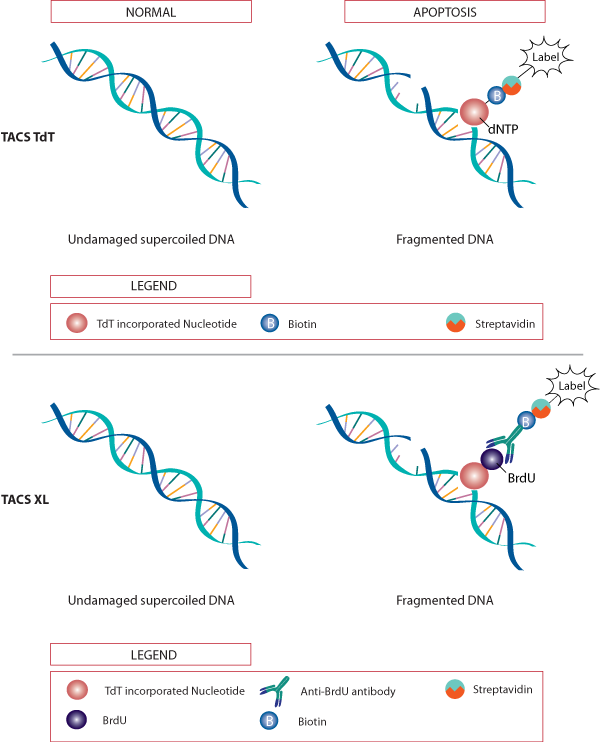 NORMAL
APOPTOSIS
Label
B
dNTP
TACS TdT
Undamaged supercoiled DNA
Fragmented DNA
LEGEND
TdT incorporated Nucleotide
B
Biotin
Streptavidin
Label
B
BrdU
TACS XL
Undamaged supercoiled DNA
Fragmented DNA
LEGEND
TdT incorporated Nucleotide
Anti-BrdU antibody
Streptavidin
BrdU
B
Biotin